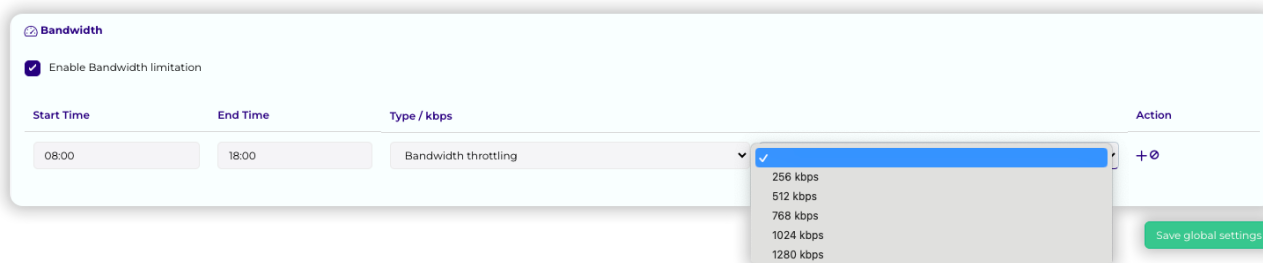 Bandwidth
Enable Bandwidth limitation
Start Time End Time Type / kbps Action
08:00 18:00 Bandwidth throttling
256 kbps
512 kbps
768 kbps
1024 kbps
1280 kbps
Save global settings